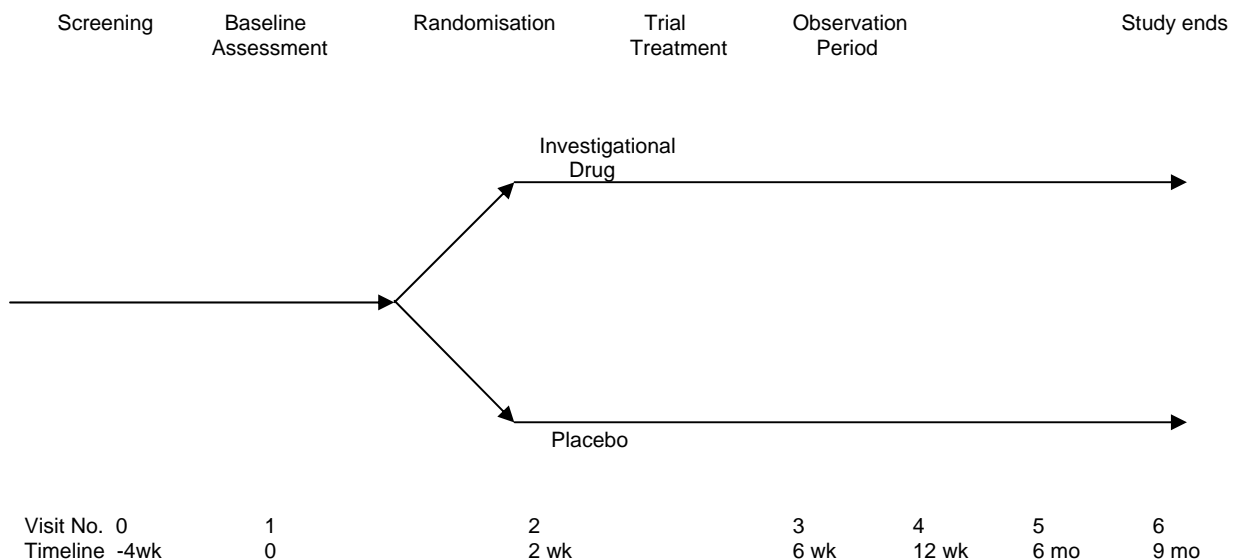 Screening Baseline Randomisation Trial Observation Study ends
Assessment Treatment Period
Investigational
Drug
Placebo
Visit No. 0 1 2 3 4 5 6
Timeline -4wk 0 2 wk 6 wk 12 wk 6 mo 9 mo